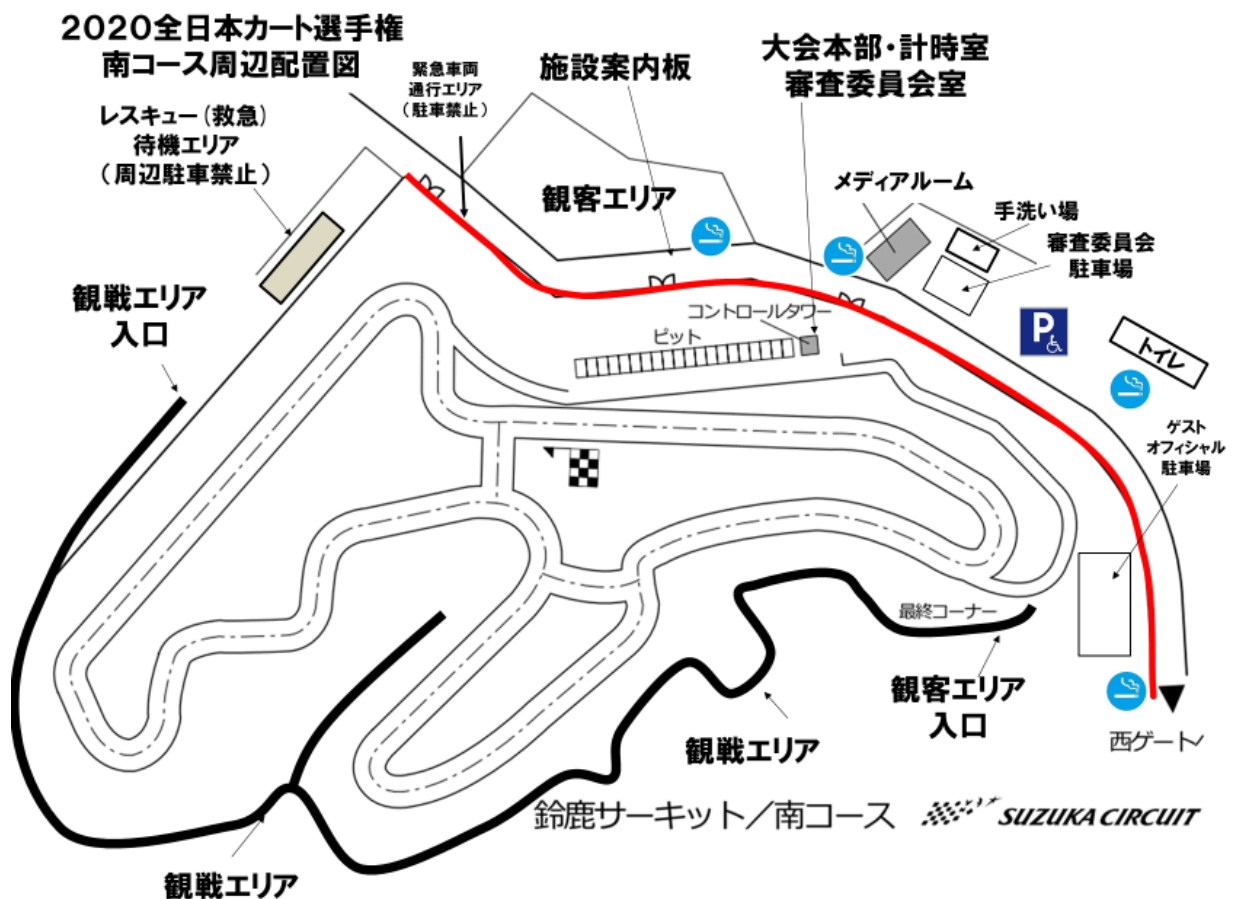 2020全日本カート選手権
南コース周辺配置図
緊急車両
通行エリア
（駐車禁止）
施設案内板
大会本部・計時室
審査委員会室
レスキュー（救急）
待機エリア
（周辺駐車禁止）
観客エリア
メディアルーム
手洗い場
審査委員会
駐車場
観戦エリア
入口
コントロールタワー
ピット
P
トイレ
ゲスト
オフィシャル
駐車場
最終コーナー
観客エリア
入口
観戦エリア
西ゲート
鈴鹿サーキット／南コース
SUZUKA CIRCUIT
観戦エリア